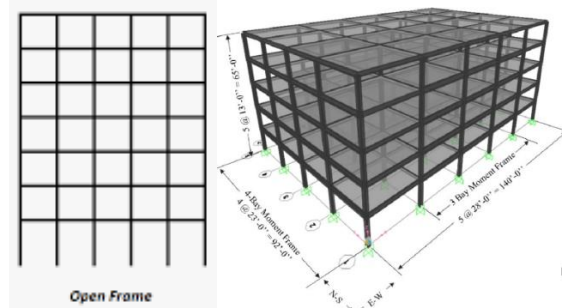 Open Frame
5 @ 13'-0" = 65'-0"
4-Bay Moment Frame
4 @ 23'-0" = 92'-0"
3 Bay Moment Frame
5 @ 28'-0" = 140'-0"
N-S
E-W